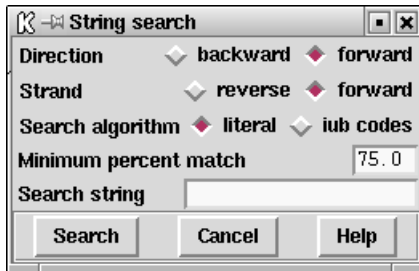 String search
Direction backward forward
Strand reverse forward
Search algorithm literal iub codes
Minimum percent match 75.0
Search string
Search Cancel Help